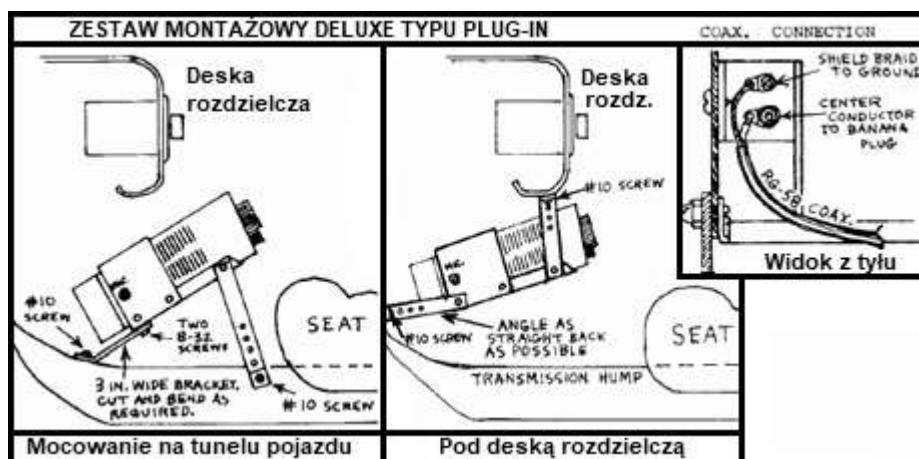 ZESTAW MONTAŻOWY DELUXE TYPU PLUG-IN
Deska
rozdzielcza
#10
SCREW
TWO
8-32
SCREWS
3 IN. WIDE BRACKET,
CUT AND BEND AS
REQUIRED.
#10 SCREW
SEAT
Mocowanie na tunelu pojazdu
Deska
rozdz.
#10 SCREW
#10 SCREW
ANGLE AS
STRAIGHT BACK
AS POSSIBLE
TRANSMISSION HUMP
SEAT
Pod deską rozdzielczą
COAX. CONNECTION
SHIELD BRAID
TO GROUND
CENTER
CONDUCTOR
TO BANANA
PLUG
RG-58 COAX.
Widok z tyłu